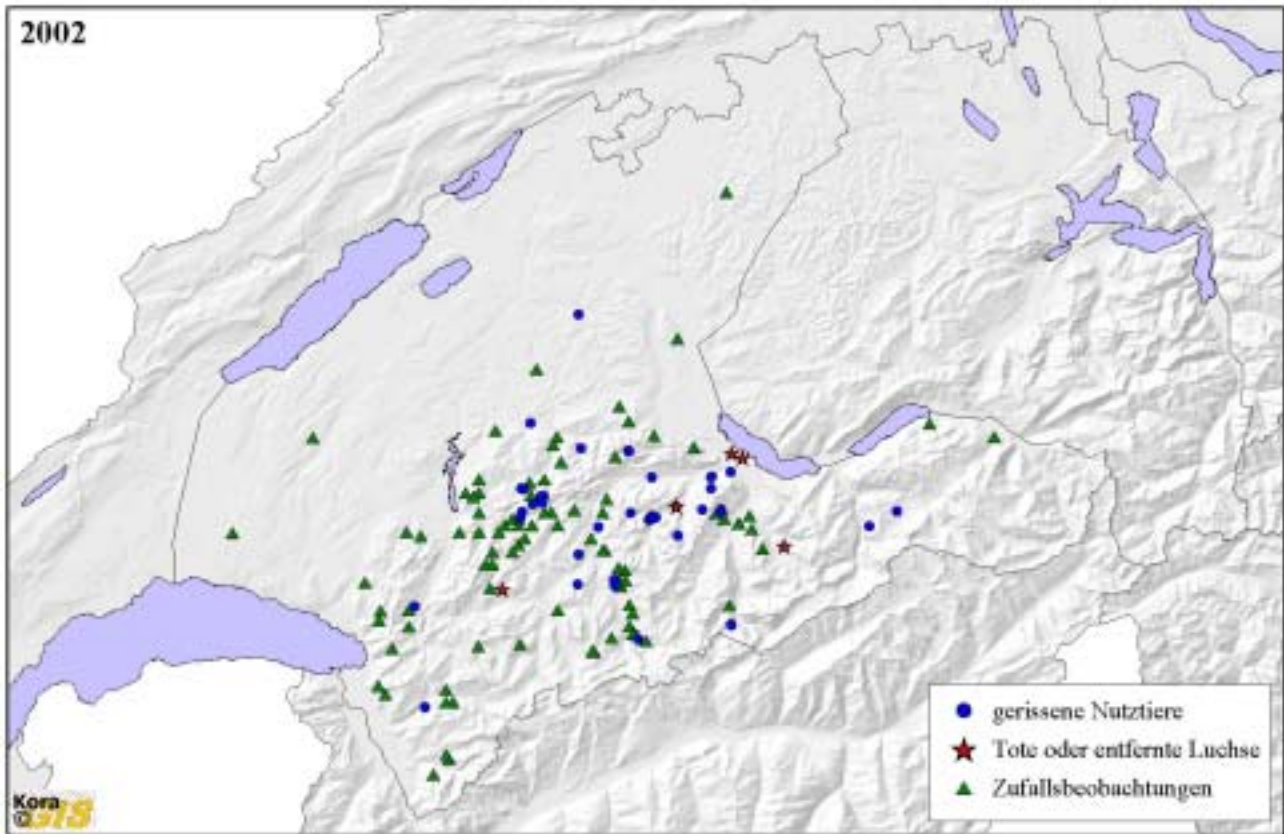 2002
gerissene Nutztiere
Tote oder entfernte Luchse
Zufallsbeobachtungen
Kora
©GIS